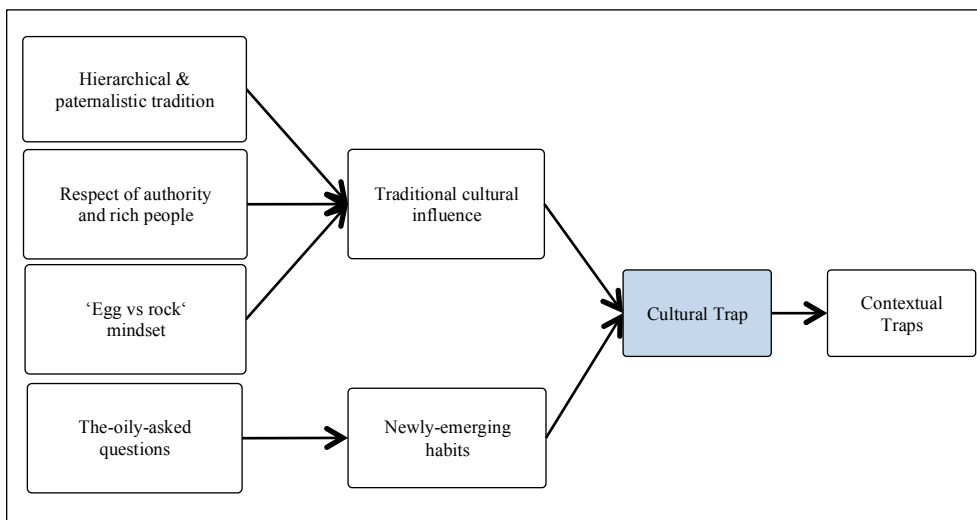 Hierarchical &
paternalistic tradition
Respect of authority
and rich people
‘Egg vs rock‘
mindset
The-oily-asked
questions
Traditional cultural
influence
Newly-emerging
habits
Cultural Trap
Contextual
Traps